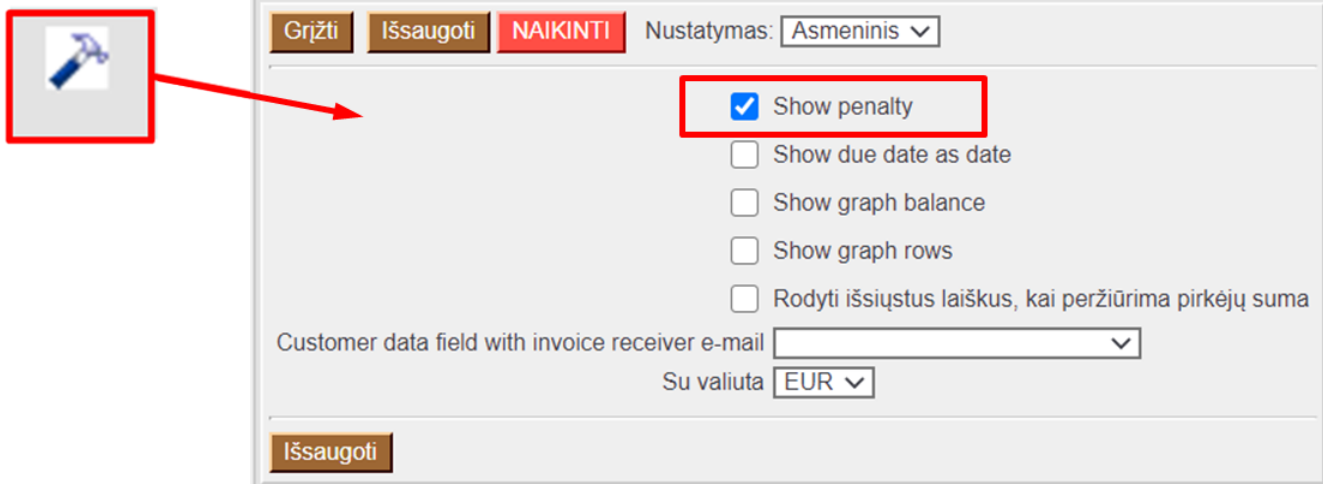 Grįžti Išsaugoti NAIKINTI Nustatymas: Asmeninis
Show penalty
Show due date as date
Show graph balance
Show graph rows
Rodyti išsiųstus laiškus, kai peržiūrima pirkėjų suma
Customer data field with invoice receiver e-mail
Su valiuta EUR
Išsaugoti